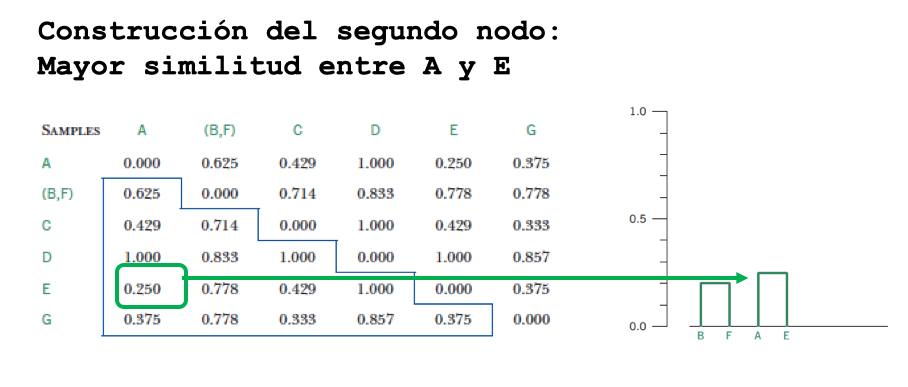 Construcción del segundo nodo:
Mayor similitud entre A y E
SAMPLES A (B,F) C D E G
A 0.000 0.625 0.429 1.000 0.250 0.375
(B,F) 0.625 0.000 0.714 0.833 0.778 0.778
C 0.429 0.714 0.000 1.000 0.429 0.333
D 1.000 0.833 1.000 0.000 1.000 0.857
E 0.250 0.778 0.429 1.000 0.000 0.375
G 0.375 0.778 0.333 0.857 0.375 0.000
1.0
0.5
0.0
B F A E